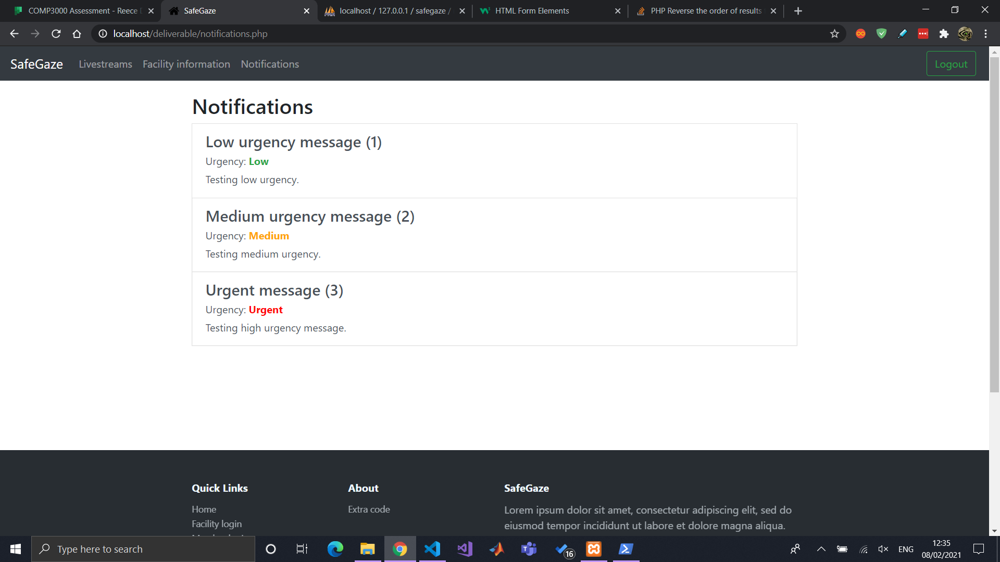 COMP3000 Assessment - Reece
SafeGaze
localhost / 127.0.0.1 / safegaze /
HTML Form Elements
PHP Reverse the order of results
localhost/deliverable/notifications.php
SafeGaze Livestreams Facility information Notifications Logout
Notifications
Low urgency message (1)
Urgency: Low
Testing low urgency.
Medium urgency message (2)
Urgency: Medium
Testing medium urgency.
Urgent message (3)
Urgency: Urgent
Testing high urgency message.
Quick Links
Home
Facility login
About
Extra code
SafeGaze
Lorem ipsum dolor sit amet, consectetur adipiscing elit, sed do
eiusmod tempor incididunt ut labore et dolore magna aliqua.
Type here to search
16
ENG
12:35
08/02/2021